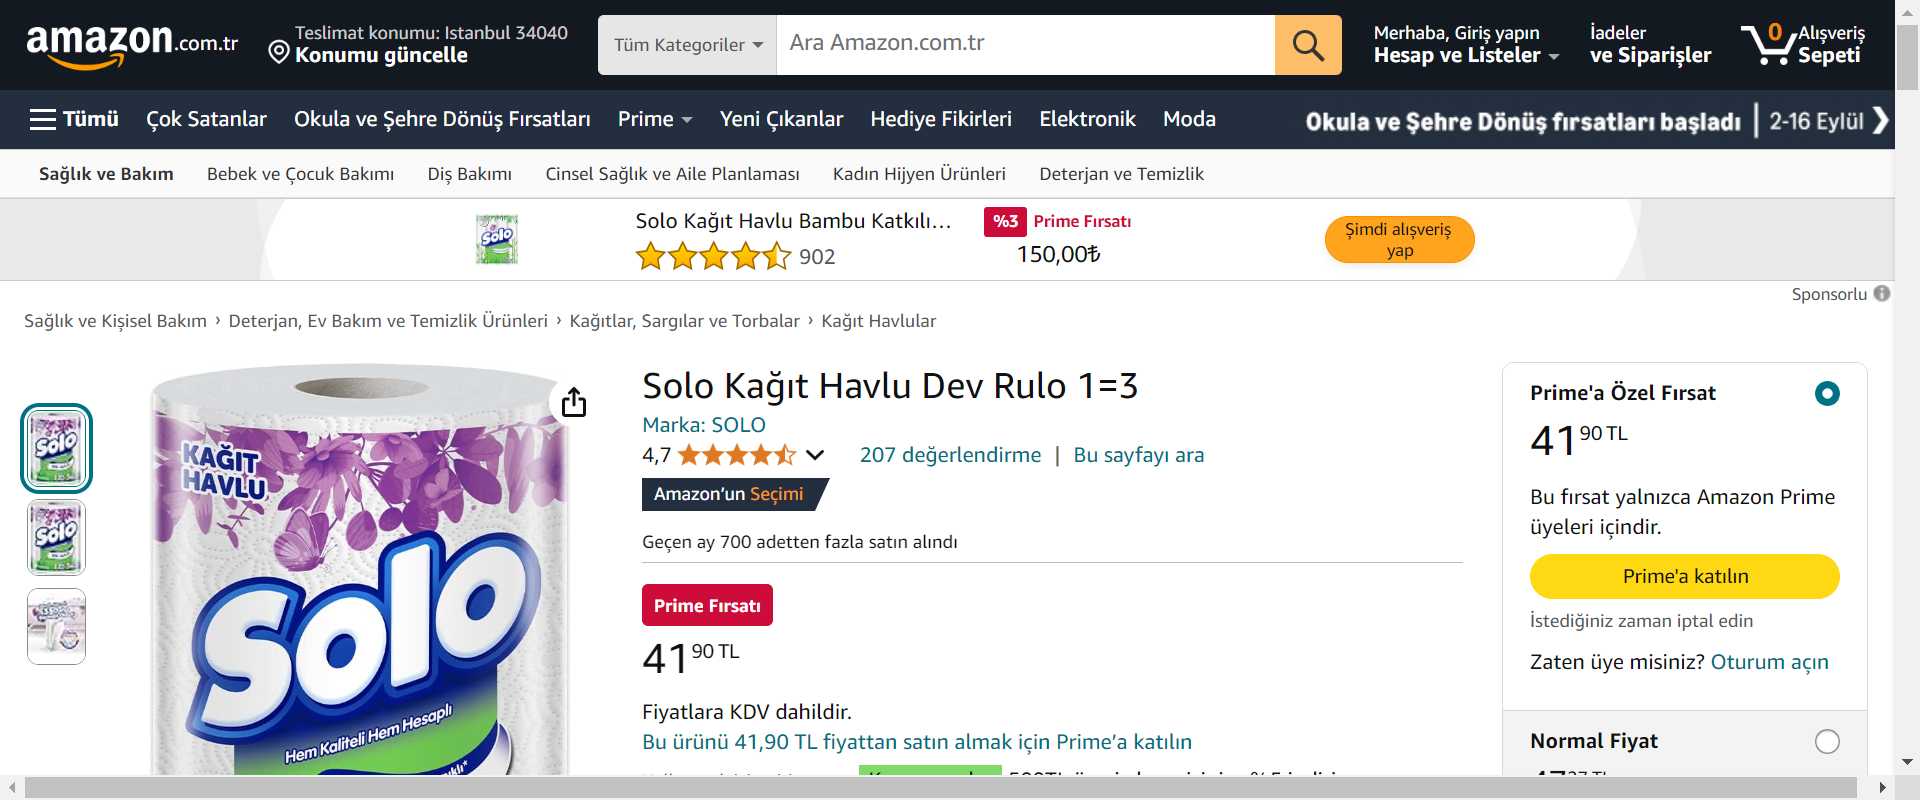 amazon.com.tr
Teslimat konumu: Istanbul 34040
Konumu güncelle
Tüm Kategoriler
Ara Amazon.com.tr
Merhaba, Giriş yapın
Hesap ve Listeler
İadeler
ve Siparişler
0
Alışveriş
Sepeti
Tümü
Çok Satanlar
Okula ve Şehre Dönüş Fırsatları
Prime
Yeni Çıkanlar
Hediye Fikirleri
Elektronik
Moda
Okula ve Şehre Dönüş fırsatları başladı | 2-16 Eylül
Sağlık ve Bakım
Bebek ve Çocuk Bakımı
Diş Bakımı
Cinsel Sağlık ve Aile Planlaması
Kadın Hijyen Ürünleri
Deterjan ve Temizlik
Solo
Solo Kağıt Havlu Bambu Katkılı…
902
%3 Prime Fırsatı
150,00₺
Şimdi alışveriş
yap
Sponsorlu
Sağlık ve Kişisel Bakım › Deterjan, Ev Bakım ve Temizlik Ürünleri › Kağıtlar, Sargılar ve Torbalar › Kağıt Havlular
Solo
Solo
KAĞIT
HAVLU
Solo
Hem Kaliteli Hem Hesaplı
Solo Kağıt Havlu Dev Rulo 1=3
Marka: SOLO
4,7
207 değerlendirme | Bu sayfayı ara
Amazon'un Seçimi
Geçen ay 700 adetten fazla satın alındı
Prime Fırsatı
41 90 TL
Fiyatlara KDV dahildir.
Bu ürünü 41,90 TL fiyattan satın almak için Prime’a katılın
Prime'a Özel Fırsat
41 90 TL
Bu fırsat yalnızca Amazon Prime
üyeleri içindir.
Prime'a katılın
İstediğiniz zaman iptal edin
Zaten üye misiniz? Oturum açın
Normal Fiyat